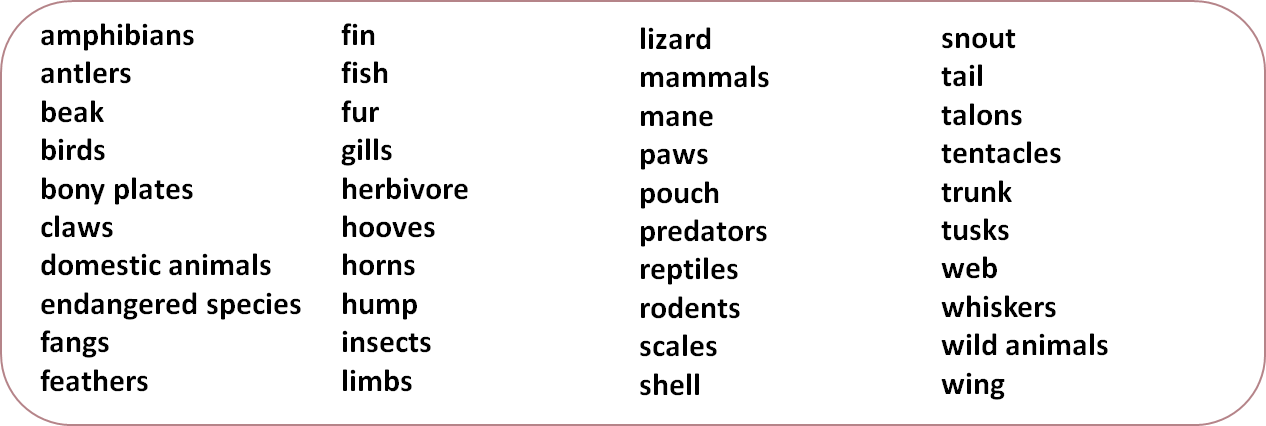 amphibians
antlers
beak
birds
bony plates
claws
domestic animals
endangered species
fangs
feathers
fin
fish
fur
gills
herbivore
hooves
horns
hump
insects
limbs
lizard
mammals
mane
paws
pouch
predators
reptiles
rodents
scales
shell
snout
tail
talons
tentacles
trunk
tusks
web
whiskers
wild animals
wing